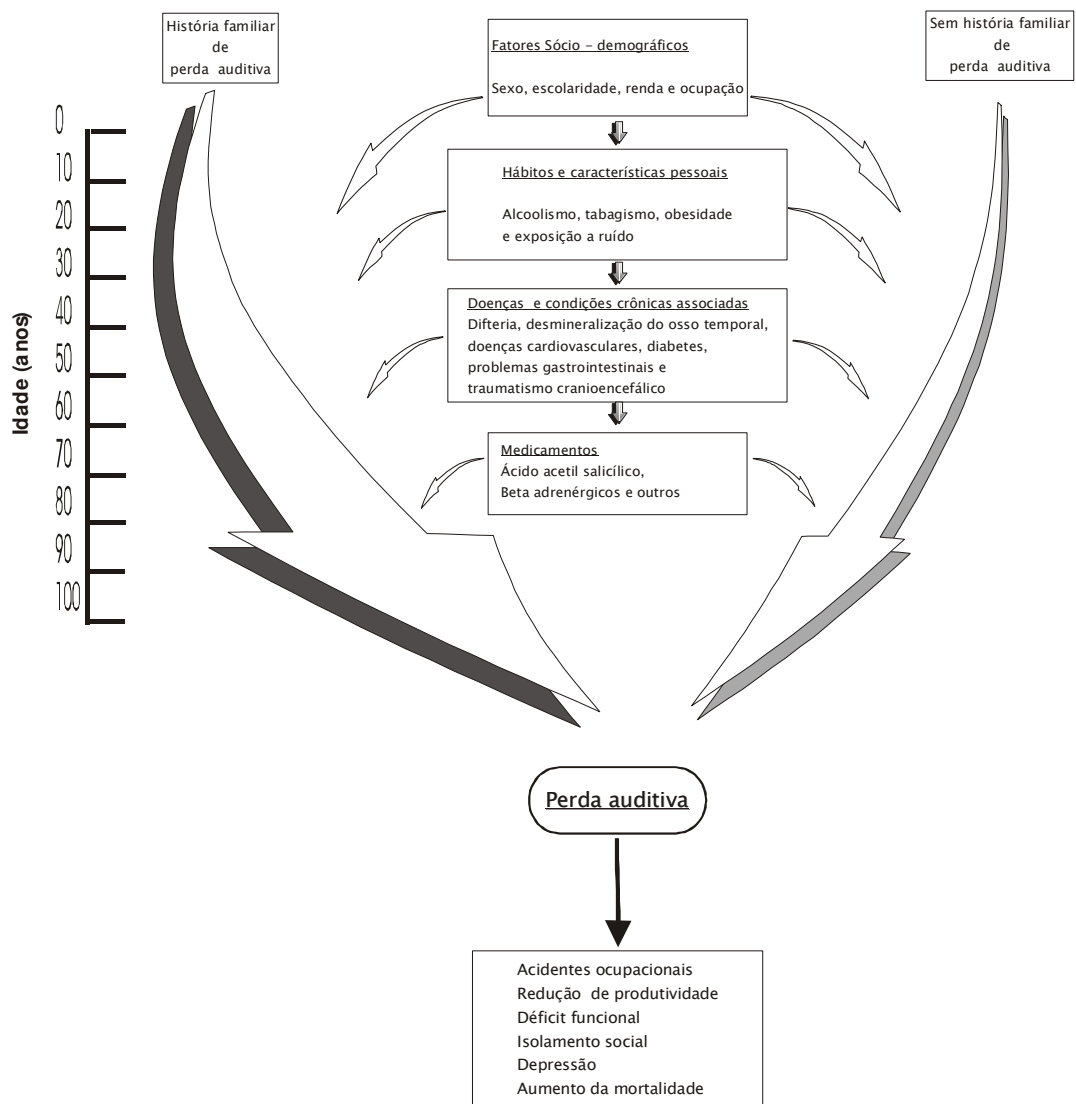 História familiar
de
perda auditiva
Fatores Sócio – demográficos
Sexo, escolaridade, renda e ocupação
Sem história familiar
de
perda auditiva
Hábitos e características pessoais
Alcoolismo, tabagismo, obesidade
e exposição a ruído
Doenças e condições crônicas associadas
Difteria, desmineralização do osso temporal,
doenças cardiovasculares, diabetes,
problemas gastrointestinais e
traumatismo cranioencefálico
Medicamentos
Ácido acetil salicílico,
Beta adrenérgicos e outros
Idade (anos)
0
10
20
30
40
50
60
70
80
90
100
Perda auditiva
Acidentes ocupacionais
Redução de produtividade
Déficit funcional
Isolamento social
Depressão
Aumento da mortalidade